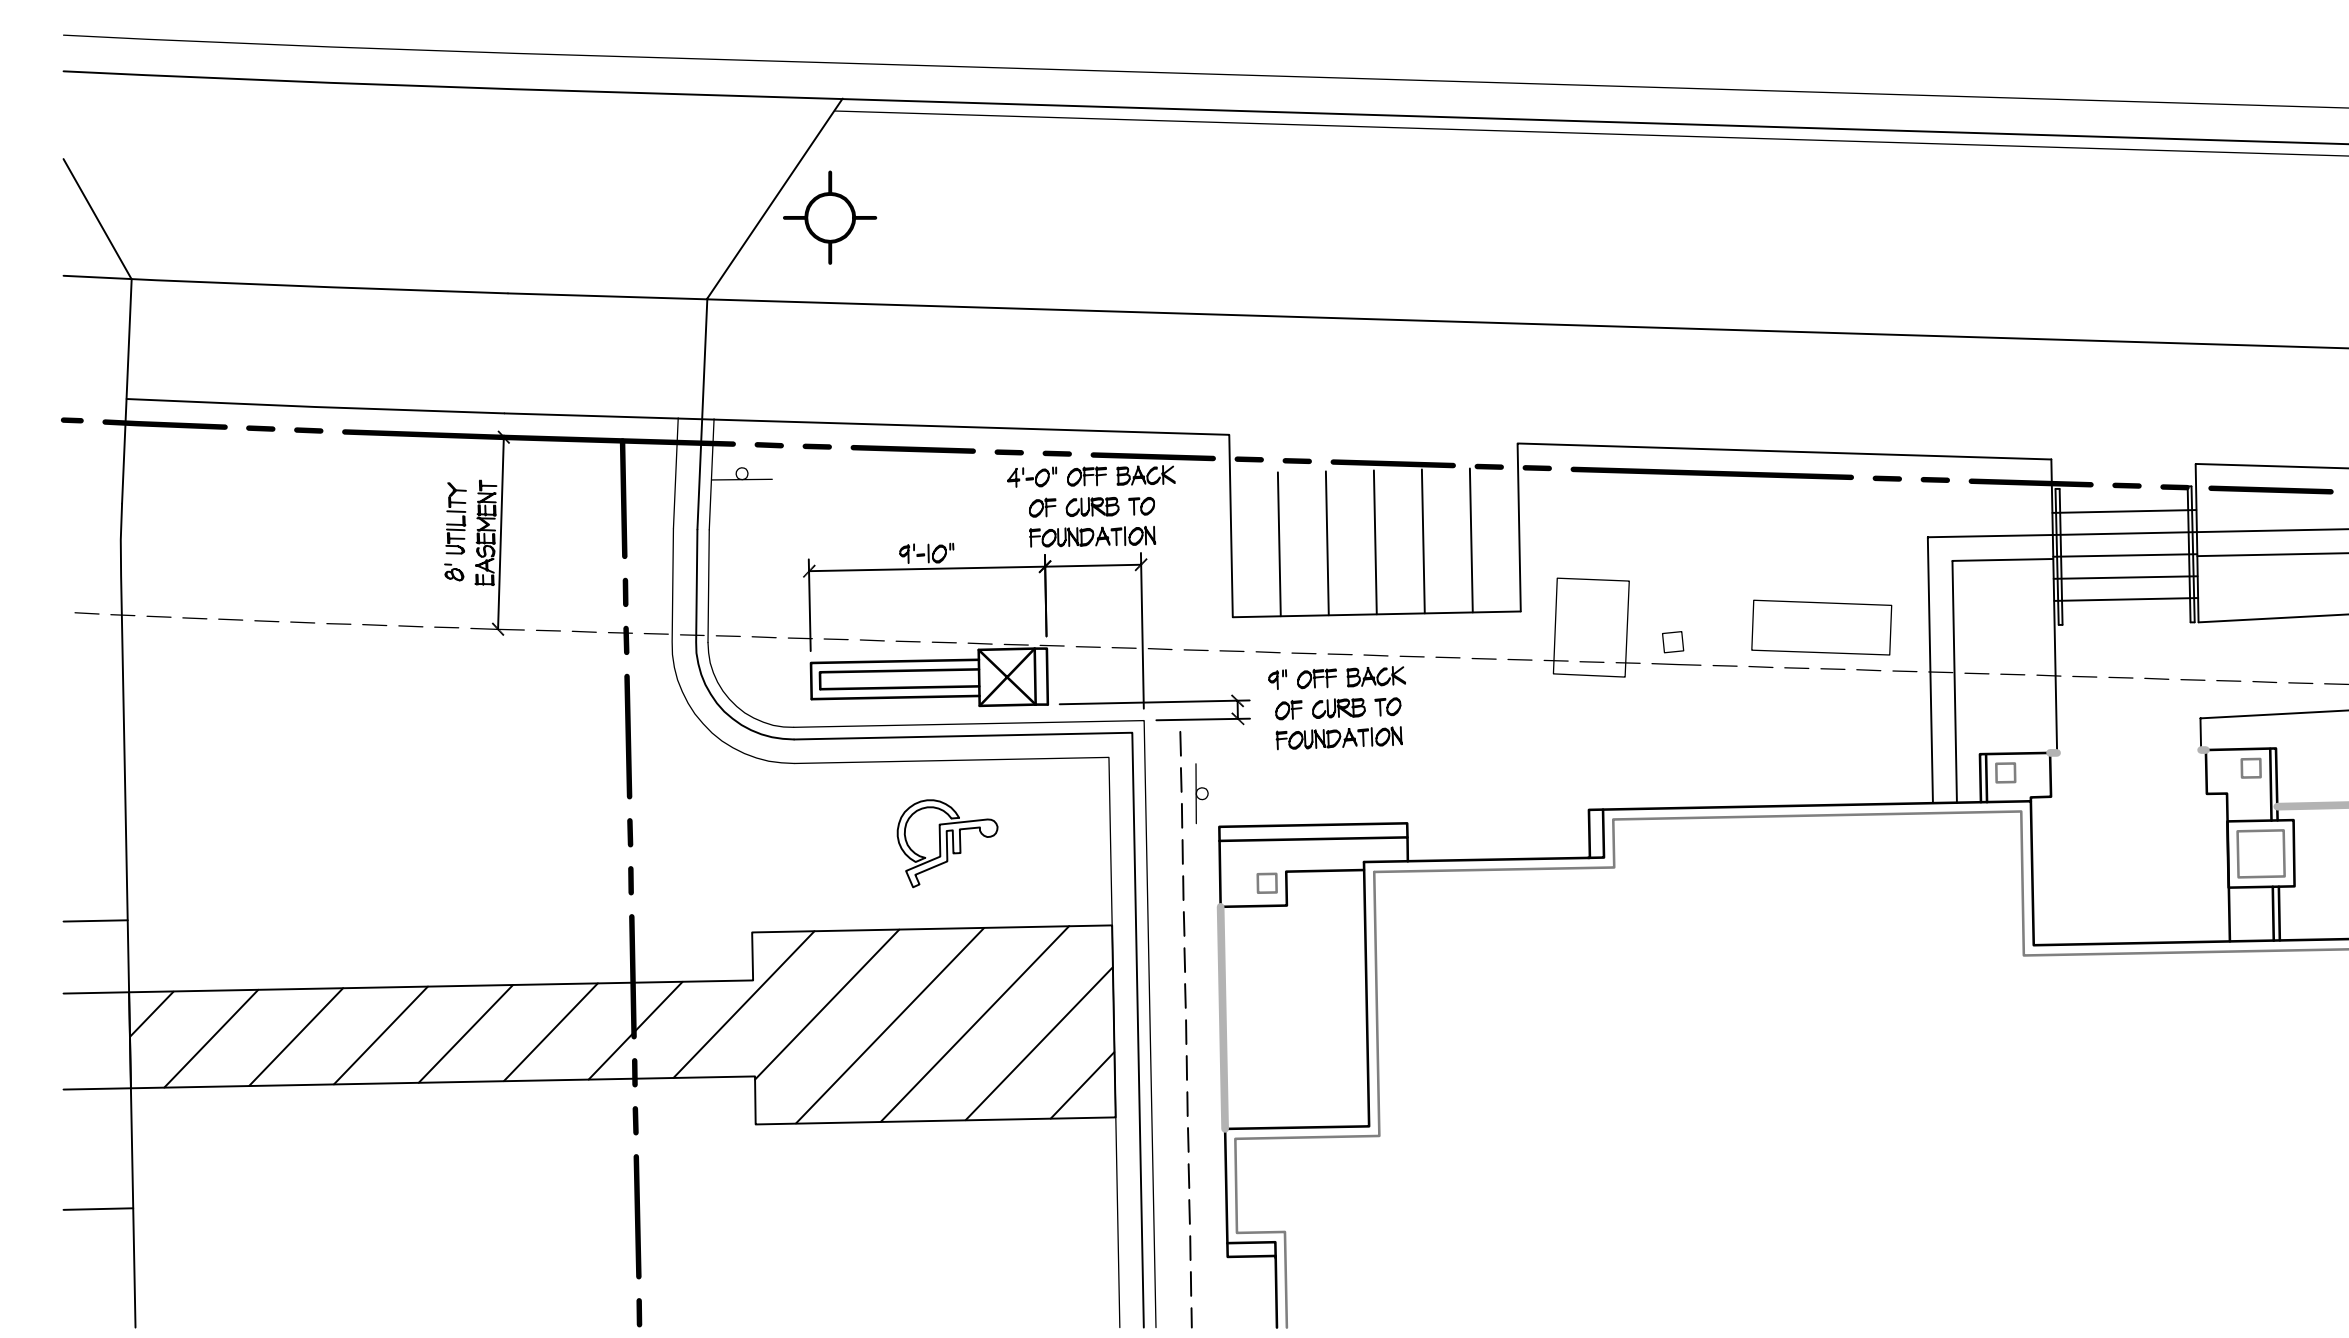 8' UTILITY
EASEMENT
4'-0" OFF BACK
OF CURB TO
FOUNDATION
9'-10"
9" OFF BACK
OF CURB TO
FOUNDATION